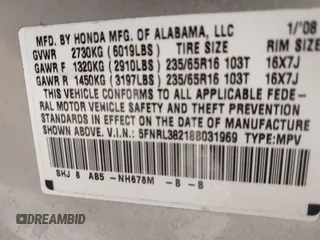 MFD. BY HONDA MFG. OF ALABAMA, LLC 1/'08
GVWR 2730KG (6019LBS) TIRE SIZE RIM SIZE
GAWR F 1320KG (2910LBS) 235/65R16 103T 16X7J
GAWR R 1450KG (3197LBS) 235/65R16 103T 16X7J
THIS VEHICLE CONFORMS TO ALL APPLICABLE FEDE-
RAL MOTOR VEHICLE SAFETY AND THEFT PREVENTION
STANDARDS IN EFFECT ON THE DATE OF MANUFACTURE
SHOWN ABOVE. V.I.N.: 5FNRL38218B031969 TYPE:MPV
SHJ 8 AB5 -NH678M -B -B
DREAMBID